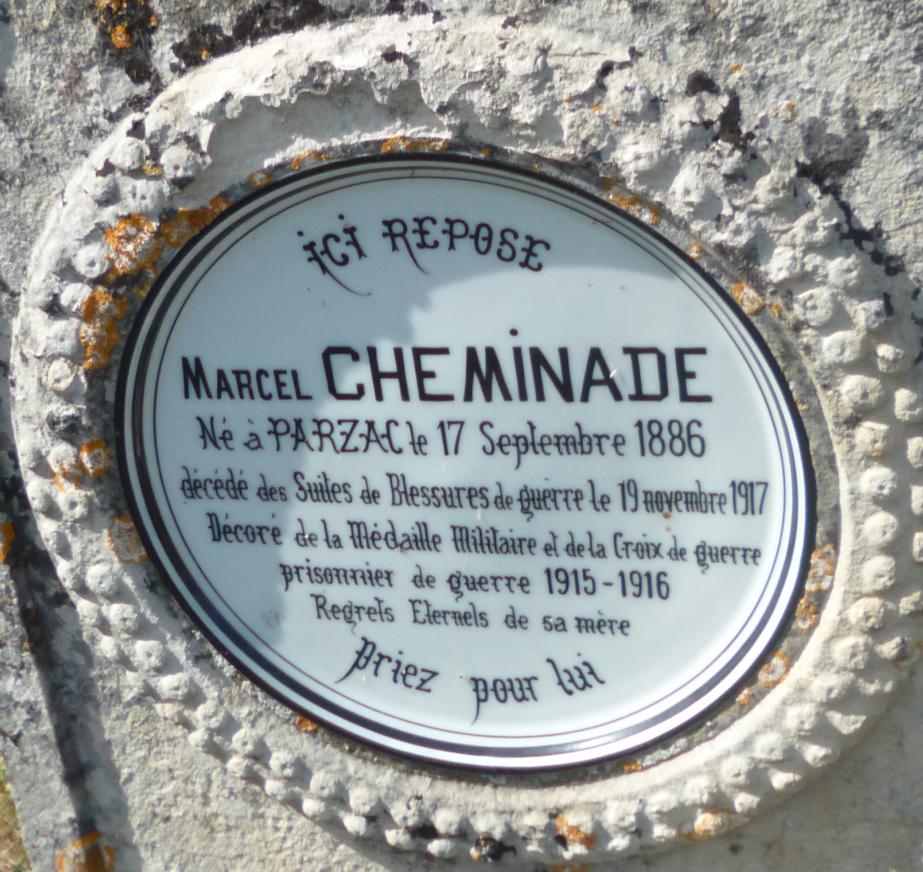 ici REPOSE
MARCEL CHEMINADE
Né à PARZAC le 17 Septembre 1886
décédé des Suites de Blessures de guerre le 19 novembre 1917
Décoré de la Médaille Militaire et de la Croix de guerre
prisonnier de guerre 1915-1916
Regrets Eternels de sa mère
Priez pour lui